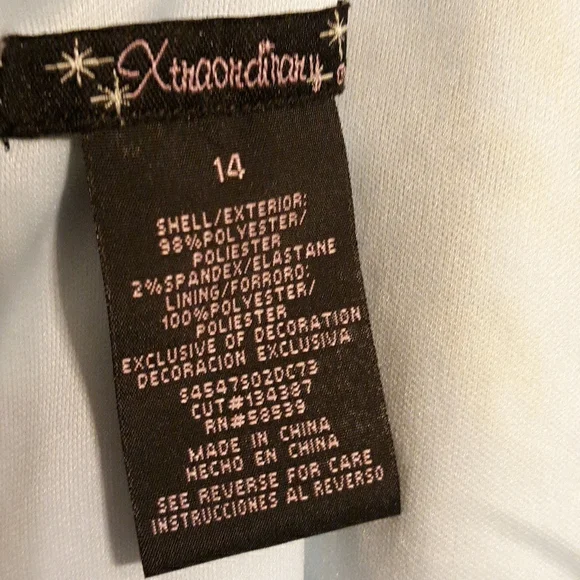 Xtraordinary
14
SHELL/EXTERIOR:
98%POLYESTER/
POLIESTER
2%SPANDEX/ELASTANE
LINING/FORRORO:
100%POLYESTER/
POLIESTER
EXCLUSIVE OF DECORATION
DECORACION EXCLUSIVA
S4547S02DC73
CUT#134387
RN#58539
MADE IN CHINA
HECHO EN CHINA
SEE REVERSE FOR CARE
INSTRUCCIONES AL REVERSO